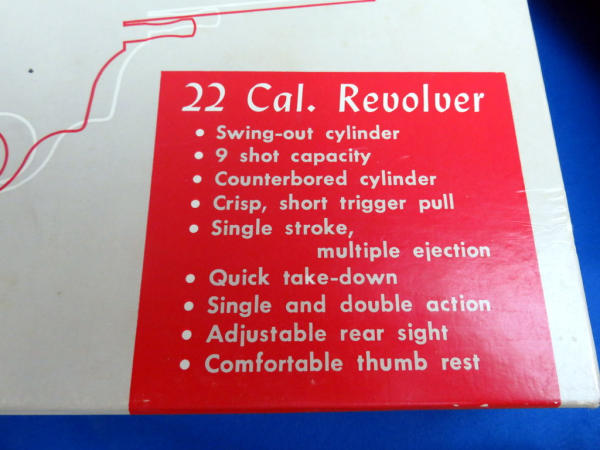 22 Cal. Revolver
• Swing-out cylinder
• 9 shot capacity
• Counterbored cylinder
• Crisp, short trigger pull
• Single stroke,
multiple ejection
• Quick take-down
• Single and double action
• Adjustable rear sight
• Comfortable thumb rest